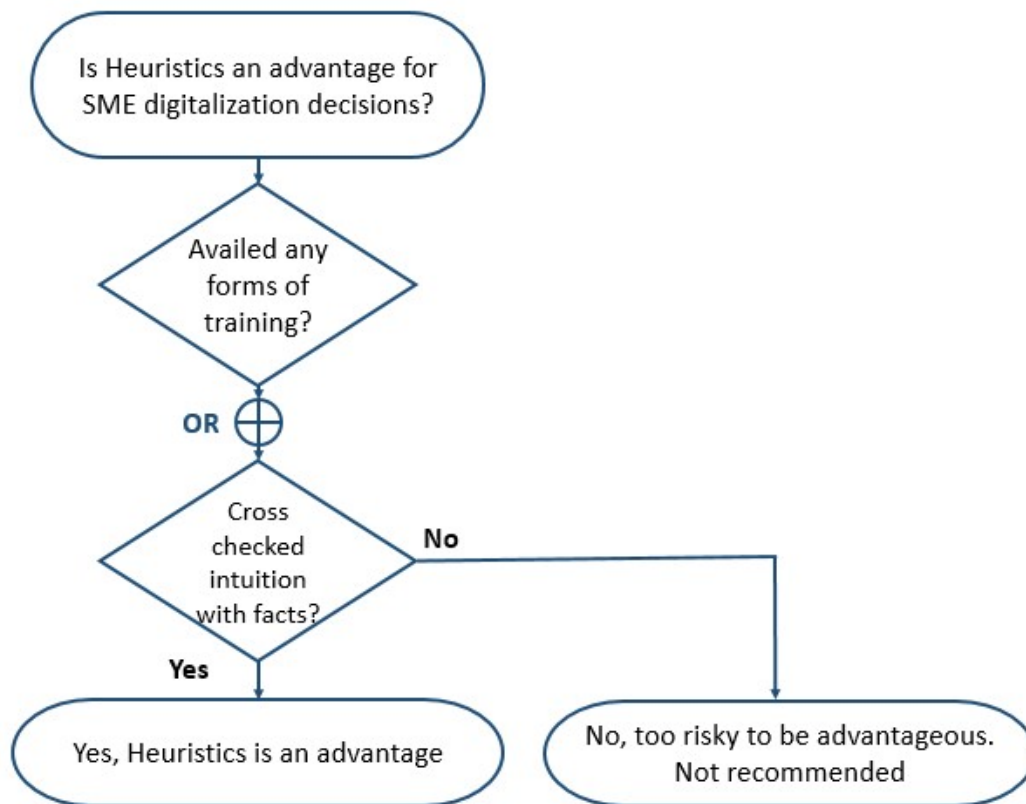 Is Heuristics an advantage for
SME digitalization decisions?
Availed any
forms of
training?
OR
Cross
checked
intuition
with facts?
No
Yes
Yes, Heuristics is an advantage
No, too risky to be advantageous.
Not recommended